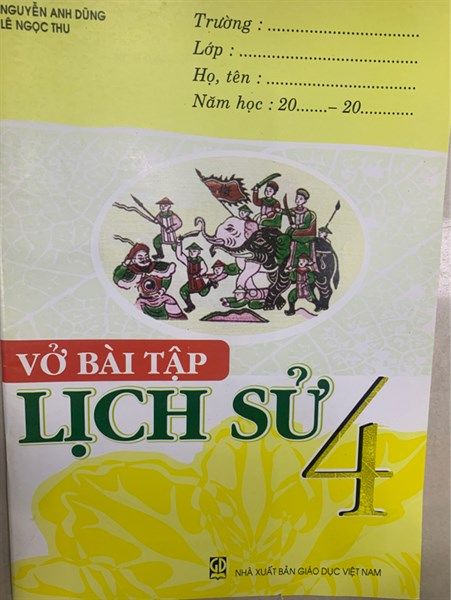 NGUYỄN ANH DŨNG
LÊ NGỌC THU
Trường : ....................................
Lớp : ..........................................
Họ, tên : ....................................
Năm học : 20.......– 20............
VỞ BÀI TẬP
LỊCH SỬ 4
GD
NHÀ XUẤT BẢN GIÁO DỤC VIỆT NAM